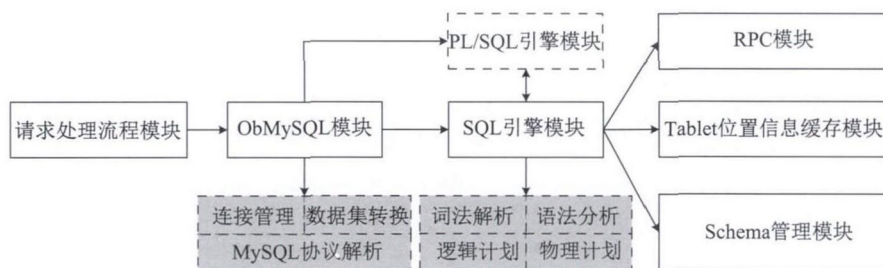 PL/SQL引擎模块
RPC模块
请求处理流程模块
ObMySQL模块
SQL引擎模块
Tablet位置信息缓存模块
连接管理
数据集转换
词法解析
语法分析
MySQL协议解析
逻辑计划
物理计划
Schema管理模块